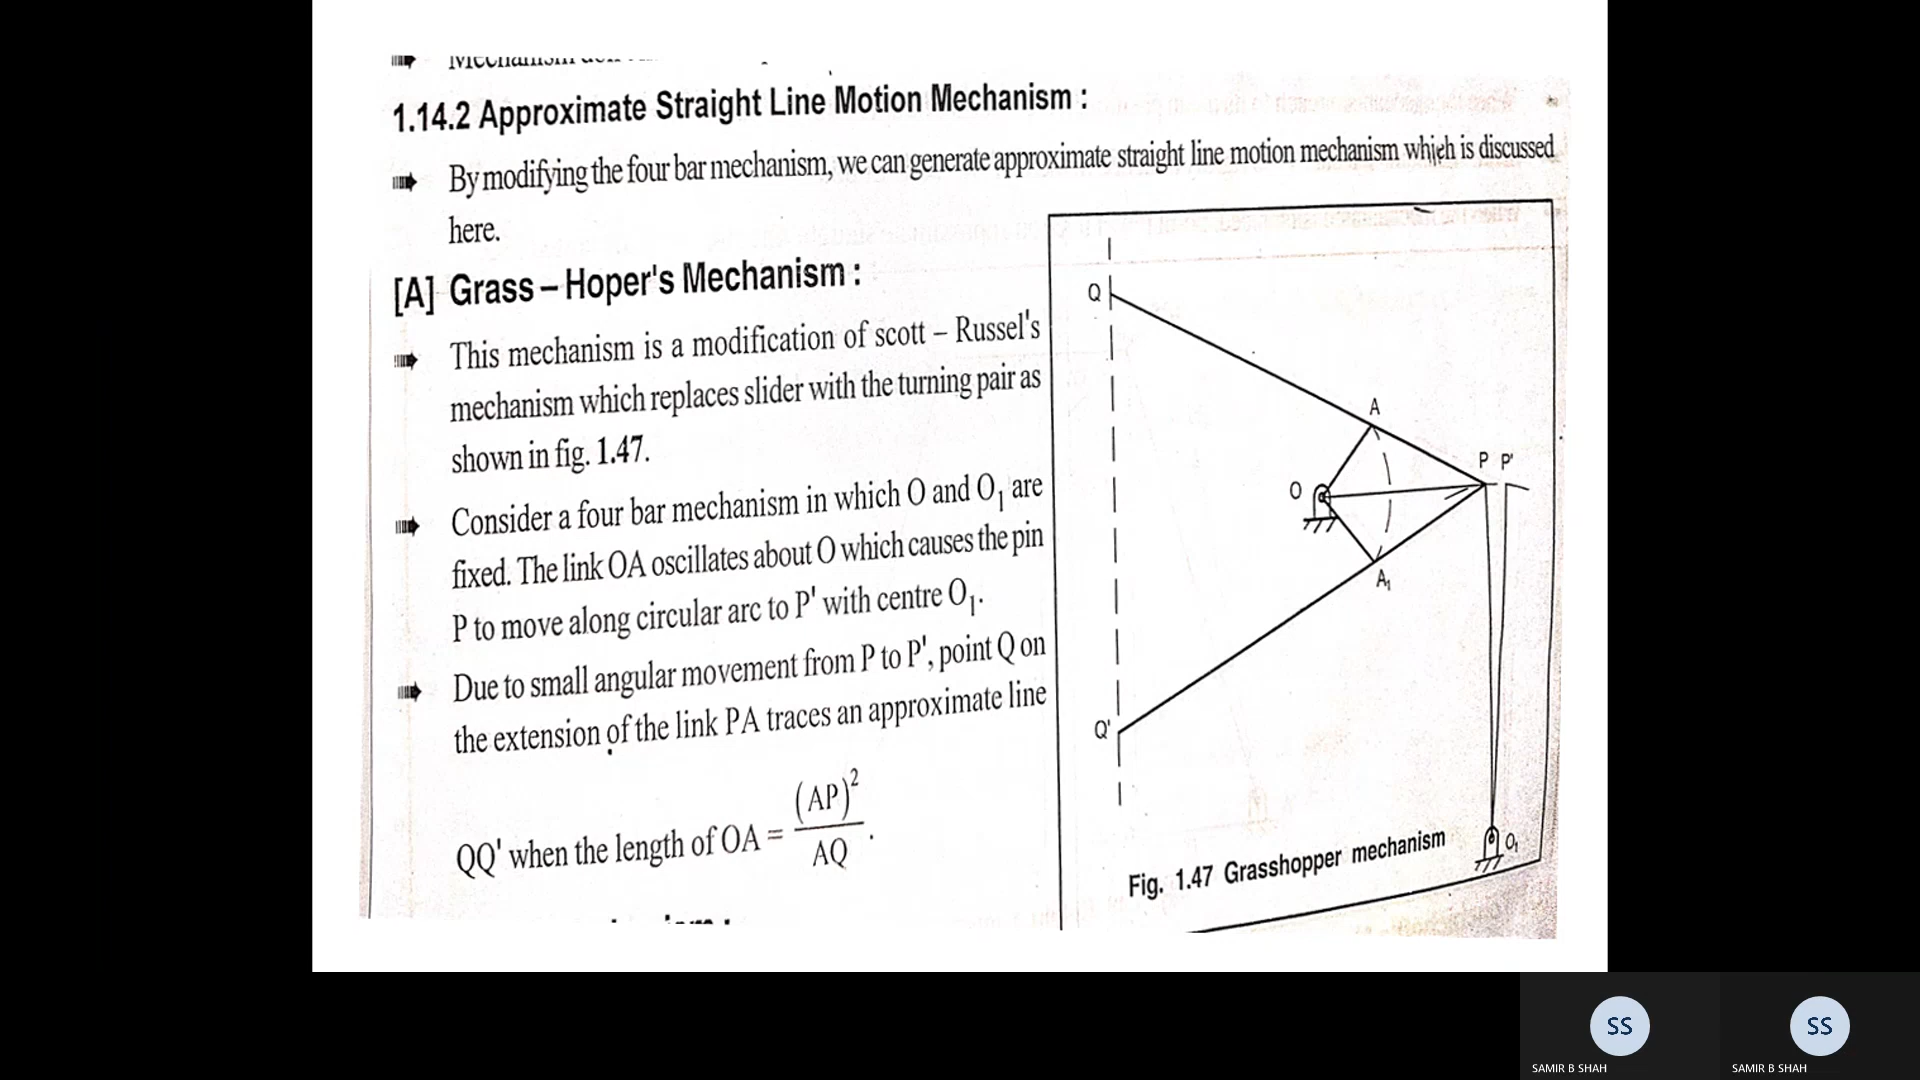 1.14.2 Approximate Straight Line Motion Mechanism :
By modifying the four bar mechanism, we can generate approximate straight line motion mechanism which is discussed
here.
[A] Grass – Hoper's Mechanism :
This mechanism is a modification of scott – Russel's
mechanism which replaces slider with the turning pair as
shown in fig. 1.47.
Consider a four bar mechanism in which O and O₁ are
fixed. The link OA oscillates about O which causes the pin
P to move along circular arc to P' with centre O₁.
Due to small angular movement from P to P', point Q on
the extension of the link PA traces an approximate line
QQ' when the length of OA = (AP)²/AQ .
Q
A
P P'
O
A₁
Q'
O₁
Fig. 1.47 Grasshopper mechanism
SS
SAMIR B SHAH
SS
SAMIR B SHAH